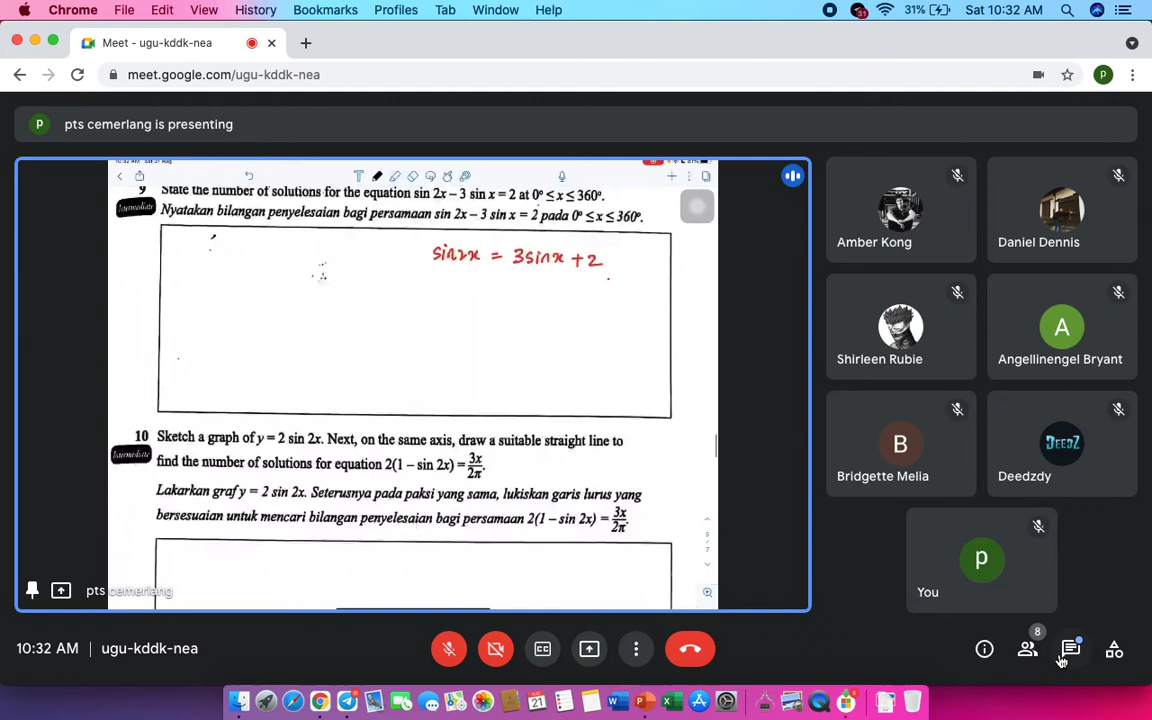 Chrome File Edit View History Bookmarks Profiles Tab Window Help 31% Sat 10:32 AM
Meet - ugu-kddk-nea
meet.google.com/ugu-kddk-nea
p
p pts cemerlang is presenting
9 State the number of solutions for the equation sin 2x – 3 sin x = 2 at 0° ≤ x ≤ 360°.
Intermediate Nyatakan bilangan penyelesaian bagi persamaan sin 2x – 3 sin x = 2 pada 0° ≤ x ≤ 360°.
sin2x = 3sinx + 2
10 Sketch a graph of y = 2 sin 2x. Next, on the same axis, draw a suitable straight line to
Intermediate find the number of solutions for equation 2(1 – sin 2x) = 3x/2π.
Lakarkan graf y = 2 sin 2x. Seterusnya pada paksi yang sama, lukiskan garis lurus yang
bersesuaian untuk mencari bilangan penyelesaian bagi persamaan 2(1 – sin 2x) = 3x/2π.
5
7
pts cemerlang
Amber Kong
Daniel Dennis
Shirleen Rubie
A
Angellinengel Bryant
B
Bridgette Melia
DEEDZ
Deedzdy
p
You
10:32 AM | ugu-kddk-nea
CC
8
21